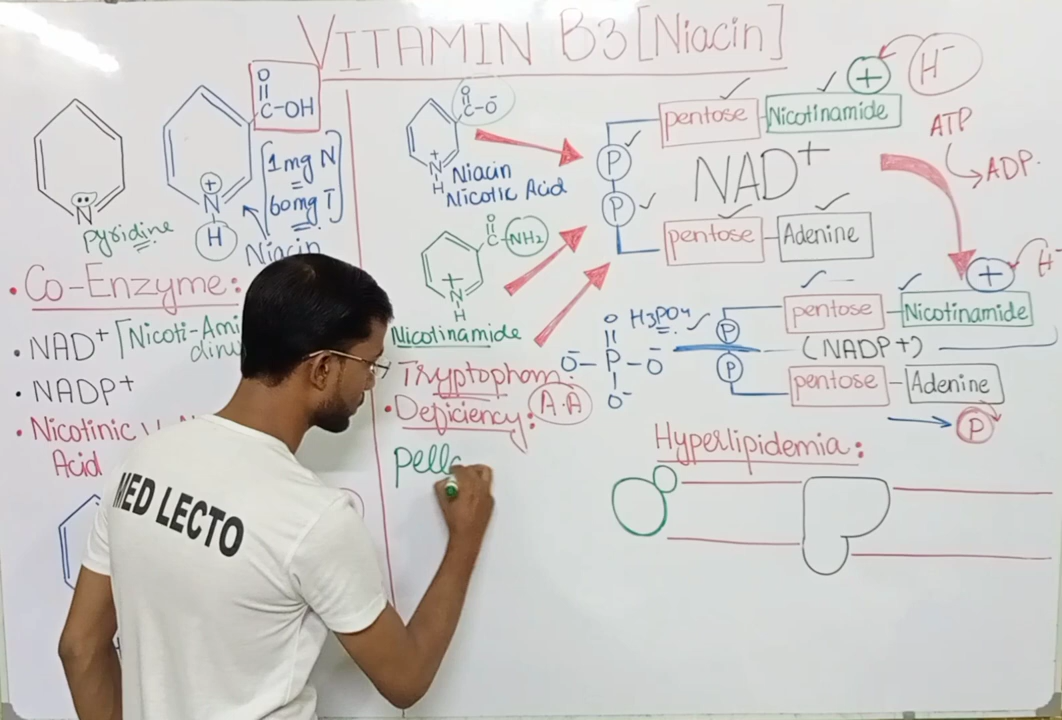 VITAMIN B3 [Niacin]
O
C-OH
N
pyridine
N
H
[1mg N
60mg T]
Niacin
• Co-Enzyme:
• NAD+ [Nicoti-Ami
dinu
• NADP+
• Nicotinic
Acid
O
C-O-
N
H
Niacin
Nicotic Acid
O
C-NH2
N
H
Nicotinamide
Tryptopham:
A.A
• Deficiency:
pella
P
P
pentose
Nicotinamide
+
H-
NAD+
pentose
Adenine
ATP
ADP.
H3PO4
O
O- P -O-
O-
P
P
pentose
Nicotinamide
+
H-
(NADP+)
pentose
Adenine
P
Hyperlipidemia:
MED LECTO